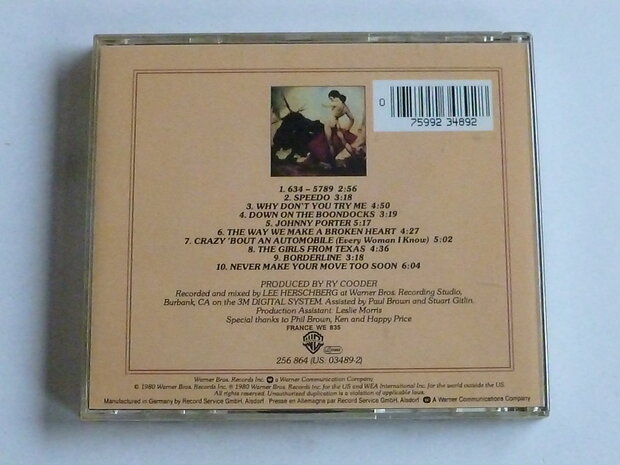 0
75992 34892
1. 634 – 5789 2:56
2. SPEEDO 3:18
3. WHY DON'T YOU TRY ME 4:50
4. DOWN ON THE BOONDOCKS 3:19
5. JOHNNY PORTER 5:17
6. THE WAY WE MAKE A BROKEN HEART 4:27
7. CRAZY 'BOUT AN AUTOMOBILE (Every Woman I Know) 5:02
8. THE GIRLS FROM TEXAS 4:36
9. BORDERLINE 3:18
10. NEVER MAKE YOUR MOVE TOO SOON 6:04
PRODUCED BY RY COODER
Recorded and mixed by LEE HERSCHBERG at Warner Bros. Recording Studio,
Burbank, CA on the 3M DIGITAL SYSTEM. Assisted by Paul Brown and Stuart Gitlin.
Production Assistant: Leslie Morris
Special thanks to Phil Brown, Ken and Happy Price
FRANCE WE 835
256 864 (US: 03489-2)
Warner Bros. Records Inc. a Warner Communication Company
© 1980 Warner Bros. Records Inc. ℗ 1980 Warner Bros. Records Inc. for the US and WEA International Inc. for the world outside the US.
All rights reserved. Unauthorized duplication is a violation of applicable laws.
Manufactured in Germany by Record Service GmbH, Alsdorf Presse en Allemagne par Record Service GmbH, Alsdorf A Warner Communications Company